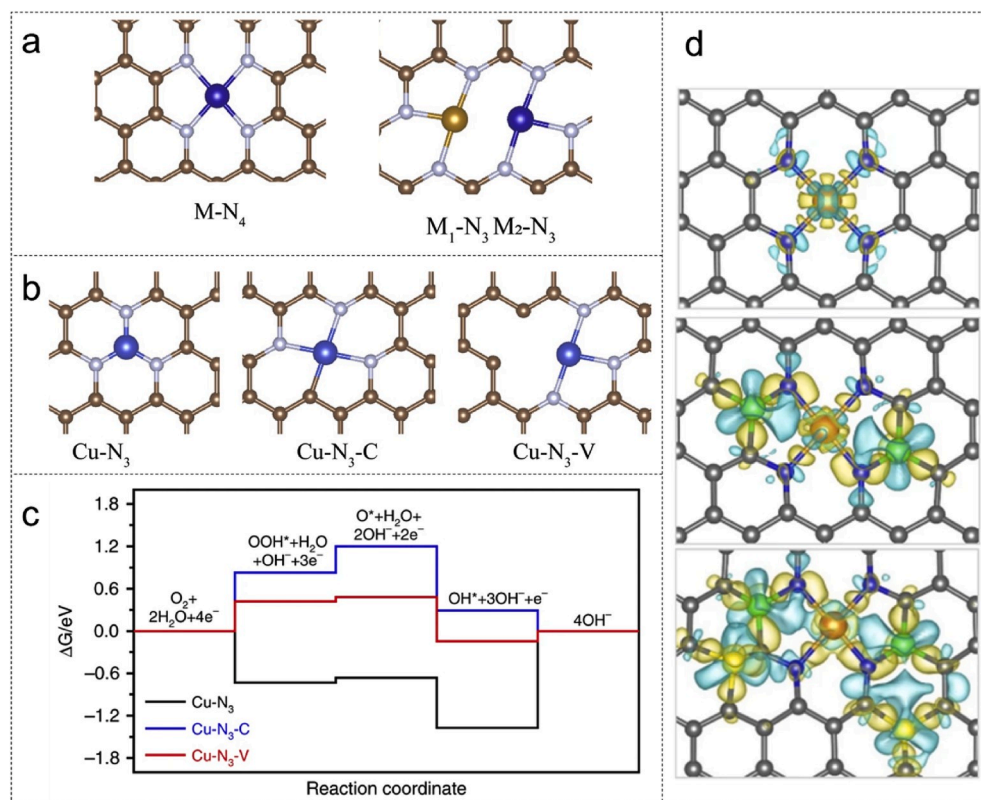 a
M-N₄
M₁-N₃ M₂-N₃
b
Cu-N₃
Cu-N₃-C
Cu-N₃-V
c
ΔG/eV
1.8
1.2
0.6
0.0
−0.6
−1.2
−1.8
O₂+
2H₂O+4e⁻
OOH*+H₂O
+OH⁻+3e⁻
O*+H₂O+
2OH⁻+2e⁻
OH*+3OH⁻+e⁻
4OH⁻
Cu-N₃
Cu-N₃-C
Cu-N₃-V
Reaction coordinate
d